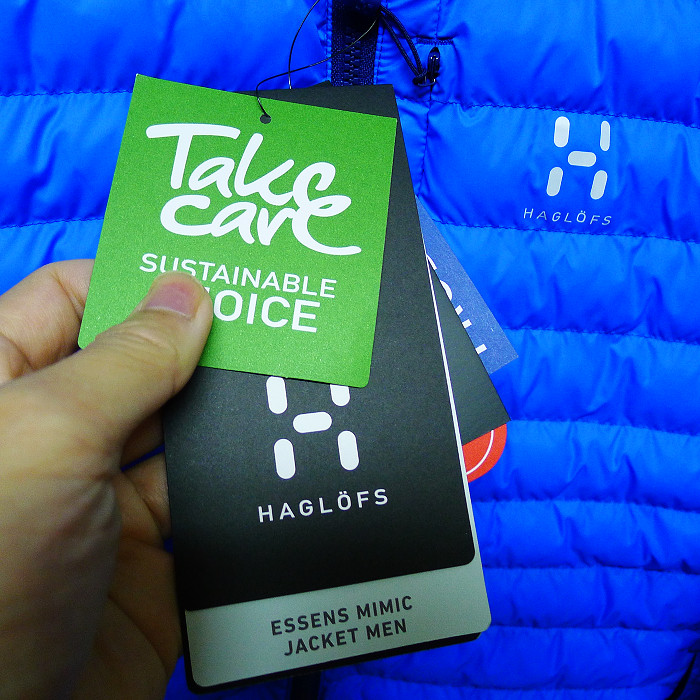 Take
care
SUSTAINABLE
HAGLÖFS
HAGLÖFS
ESSENS MIMIC
JACKET MEN